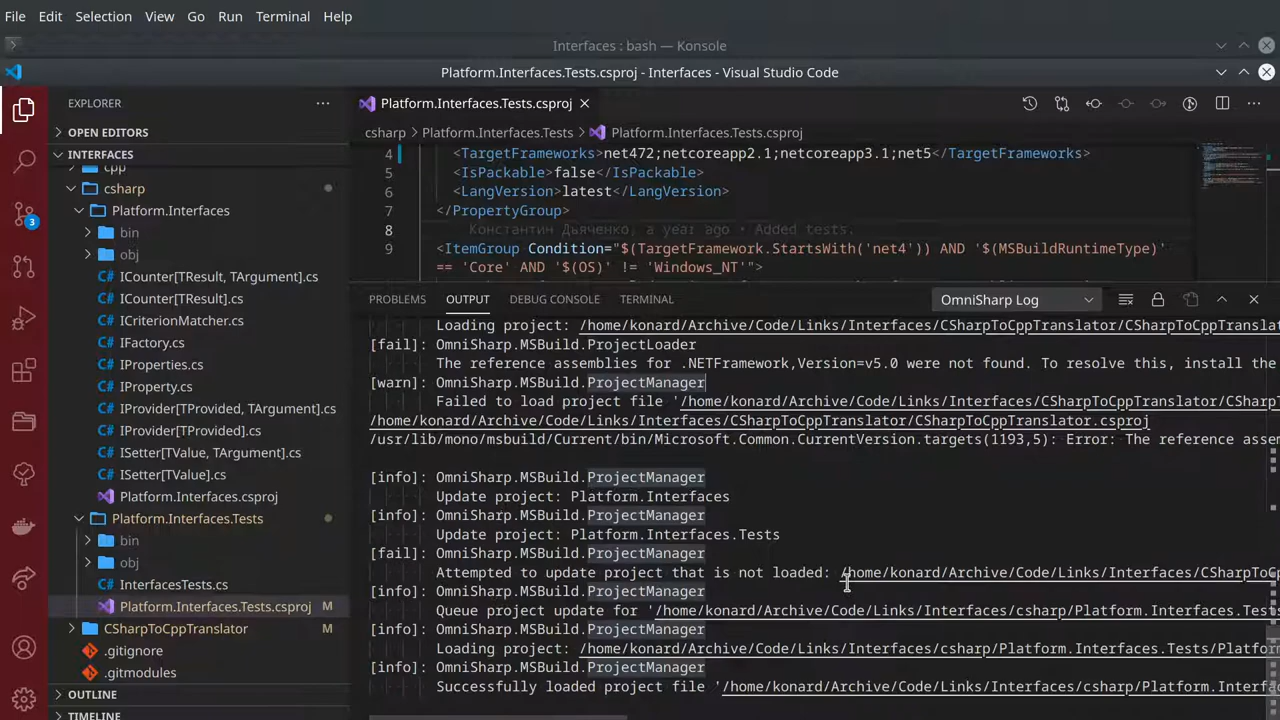 File Edit Selection View Go Run Terminal Help
Interfaces : bash — Konsole
Platform.Interfaces.Tests.csproj - Interfaces - Visual Studio Code
EXPLORER
OPEN EDITORS
INTERFACES
cpp
csharp
Platform.Interfaces
bin
obj
ICounter[TResult, TArgument].cs
ICounter[TResult].cs
ICriterionMatcher.cs
IFactory.cs
IProperties.cs
IProperty.cs
IProvider[TProvided, TArgument].cs
IProvider[TProvided].cs
ISetter[TValue, TArgument].cs
ISetter[TValue].cs
Platform.Interfaces.csproj
Platform.Interfaces.Tests
bin
obj
InterfacesTests.cs
Platform.Interfaces.Tests.csproj M
CSharpToCppTranslator M
.gitignore
.gitmodules
OUTLINE
TIMELINE
3
Platform.Interfaces.Tests.csproj
csharp > Platform.Interfaces.Tests > Platform.Interfaces.Tests.csproj
4 <TargetFrameworks>net472;netcoreapp2.1;netcoreapp3.1;net5</TargetFrameworks>
5 <IsPackable>false</IsPackable>
6 <LangVersion>latest</LangVersion>
7 </PropertyGroup>
8 Константин Дьяченко, a year ago • Added tests.
9 <ItemGroup Condition="$(TargetFramework.StartsWith('net4')) AND '$(MSBuildRuntimeType)'
== 'Core' AND '$(OS)' != 'Windows_NT'">
PROBLEMS OUTPUT DEBUG CONSOLE TERMINAL OmniSharp Log
Loading project: /home/konard/Archive/Code/Links/Interfaces/CSharpToCppTranslator/CSharpToCppTranslat
[fail]: OmniSharp.MSBuild.ProjectLoader
The reference assemblies for .NETFramework,Version=v5.0 were not found. To resolve this, install the
[warn]: OmniSharp.MSBuild.ProjectManager
Failed to load project file '/home/konard/Archive/Code/Links/Interfaces/CSharpToCppTranslator/CSharpT
/home/konard/Archive/Code/Links/Interfaces/CSharpToCppTranslator/CSharpToCppTranslator.csproj
/usr/lib/mono/msbuild/Current/bin/Microsoft.Common.CurrentVersion.targets(1193,5): Error: The reference asse
[info]: OmniSharp.MSBuild.ProjectManager
Update project: Platform.Interfaces
[info]: OmniSharp.MSBuild.ProjectManager
Update project: Platform.Interfaces.Tests
[fail]: OmniSharp.MSBuild.ProjectManager
Attempted to update project that is not loaded: /home/konard/Archive/Code/Links/Interfaces/CSharpToCp
[info]: OmniSharp.MSBuild.ProjectManager
Queue project update for '/home/konard/Archive/Code/Links/Interfaces/csharp/Platform.Interfaces.Tests
[info]: OmniSharp.MSBuild.ProjectManager
Loading project: /home/konard/Archive/Code/Links/Interfaces/csharp/Platform.Interfaces.Tests/Platfor
[info]: OmniSharp.MSBuild.ProjectManager
Successfully loaded project file '/home/konard/Archive/Code/Links/Interfaces/csharp/Platform.Interfac